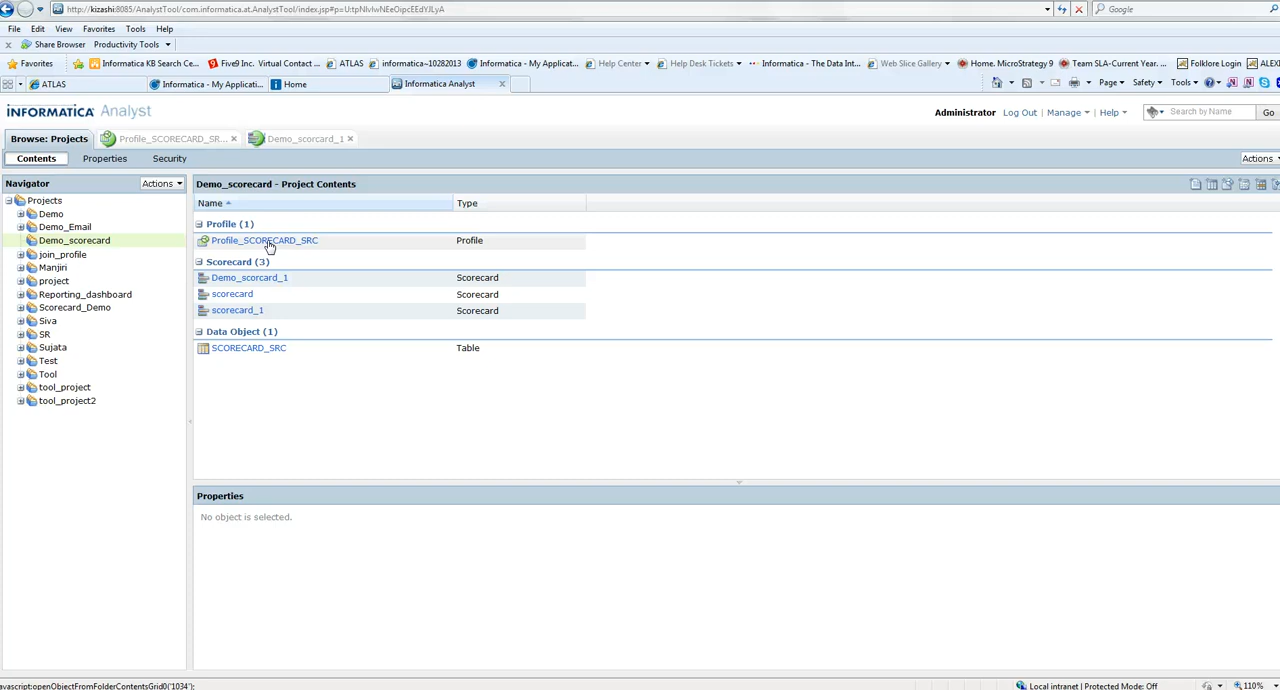 http://kizashi:8085/AnalystTool/com.informatica.at.AnalystTool/index.jsp#p=U:tpNlvlwNEeOipcEEdYJLyA
Google
File Edit View Favorites Tools Help
Share Browser Productivity Tools
Favorites Informatica KB Search Ce... Five9 Inc. Virtual Contact ... ATLAS informatica~10282013 Informatica - My Applicat... Help Center Help Desk Tickets Informatica - The Data Int... Web Slice Gallery Home. MicroStrategy 9 Team SLA-Current Year. ... Folklore Login
ATLAS Informatica - My Applicati... Home Informatica Analyst
Page Safety Tools
INFORMATICA Analyst
Administrator Log Out | Manage | Help
Search by Name Go
Browse: Projects Profile_SCORECARD_SR... Demo_scorcard_1
Contents Properties Security
Actions
Navigator Actions
Demo_scorecard - Project Contents
Projects
Demo
Demo_Email
Demo_scorecard
join_profile
Manjiri
project
Reporting_dashboard
Scorecard_Demo
Siva
SR
Sujata
Test
Tool
tool_project
tool_project2
Name Type
Profile (1)
Profile_SCORECARD_SRC Profile
Scorecard (3)
Demo_scorcard_1 Scorecard
scorecard Scorecard
scorecard_1 Scorecard
Data Object (1)
SCORECARD_SRC Table
Properties
No object is selected.
avascript:openObjectFromFolderContentsGrid0('1034');
Local intranet | Protected Mode: Off
110%